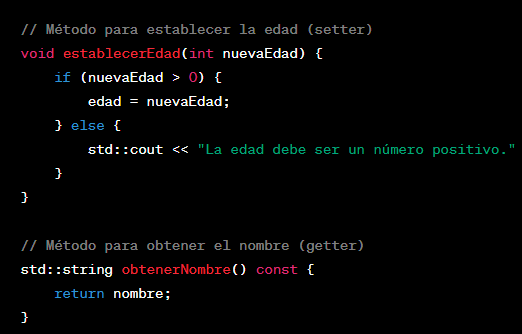 // Método para establecer la edad (setter)
void establecerEdad(int nuevaEdad) {
    if (nuevaEdad > 0) {
        edad = nuevaEdad;
    } else {
        std::cout << "La edad debe ser un número positivo."
    }
}

// Método para obtener el nombre (getter)
std::string obtenerNombre() const {
    return nombre;
}